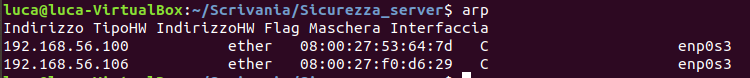 luca@luca-VirtualBox:~/Scrivania/Sicurezza_server$ arp
Indirizzo TipoHW IndirizzoHW Flag Maschera Interfaccia
192.168.56.100 ether 08:00:27:53:64:7d C enp0s3
192.168.56.106 ether 08:00:27:f0:d6:29 C enp0s3